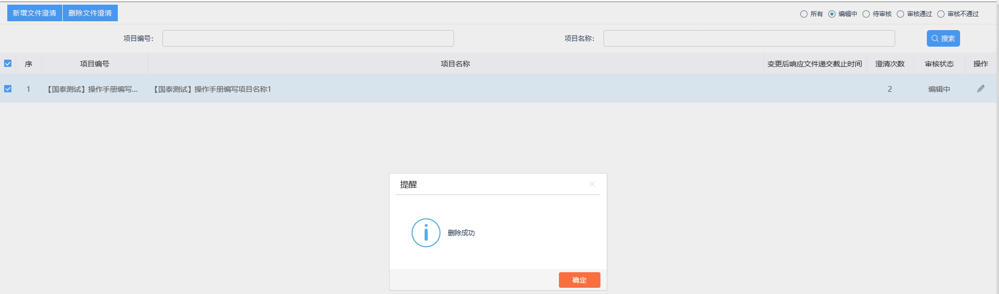 新增文件澄清 删除文件澄清 所有 编辑中 待审核 审核通过 审核不通过
项目编号: 项目名称: 搜索
序 项目编号 项目名称 变更后响应文件递交截止时间 澄清次数 审核状态 操作
1 【国泰测试】操作手册编写... 【国泰测试】操作手册编写项目名称1 2 编辑中
提醒
删除成功
确定